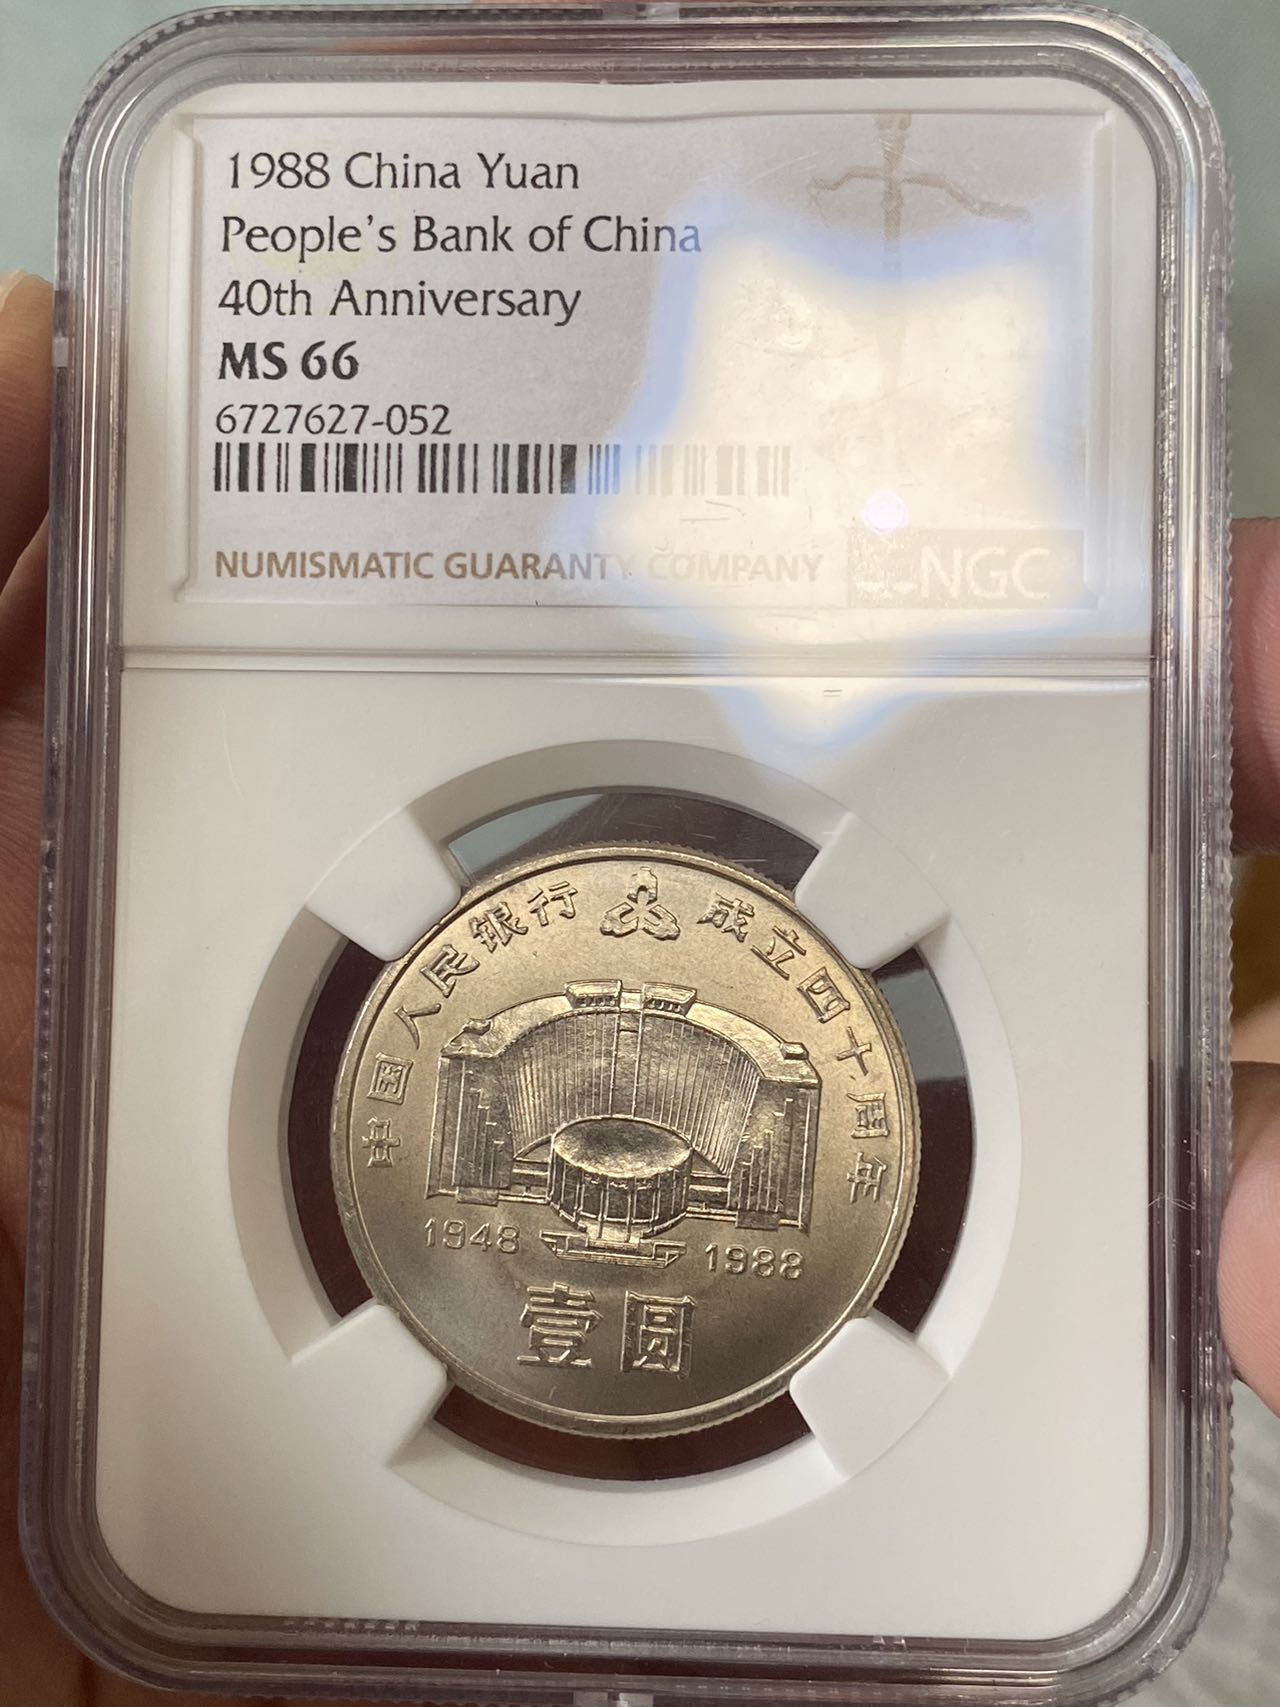 1988 China Yuan
People's Bank of China
40th Anniversary
MS 66
6727627-052
NUMISMATIC GUARANTY COMPANY
NGC
中国人民银行 成立四十周年
1948 1988
壹圆